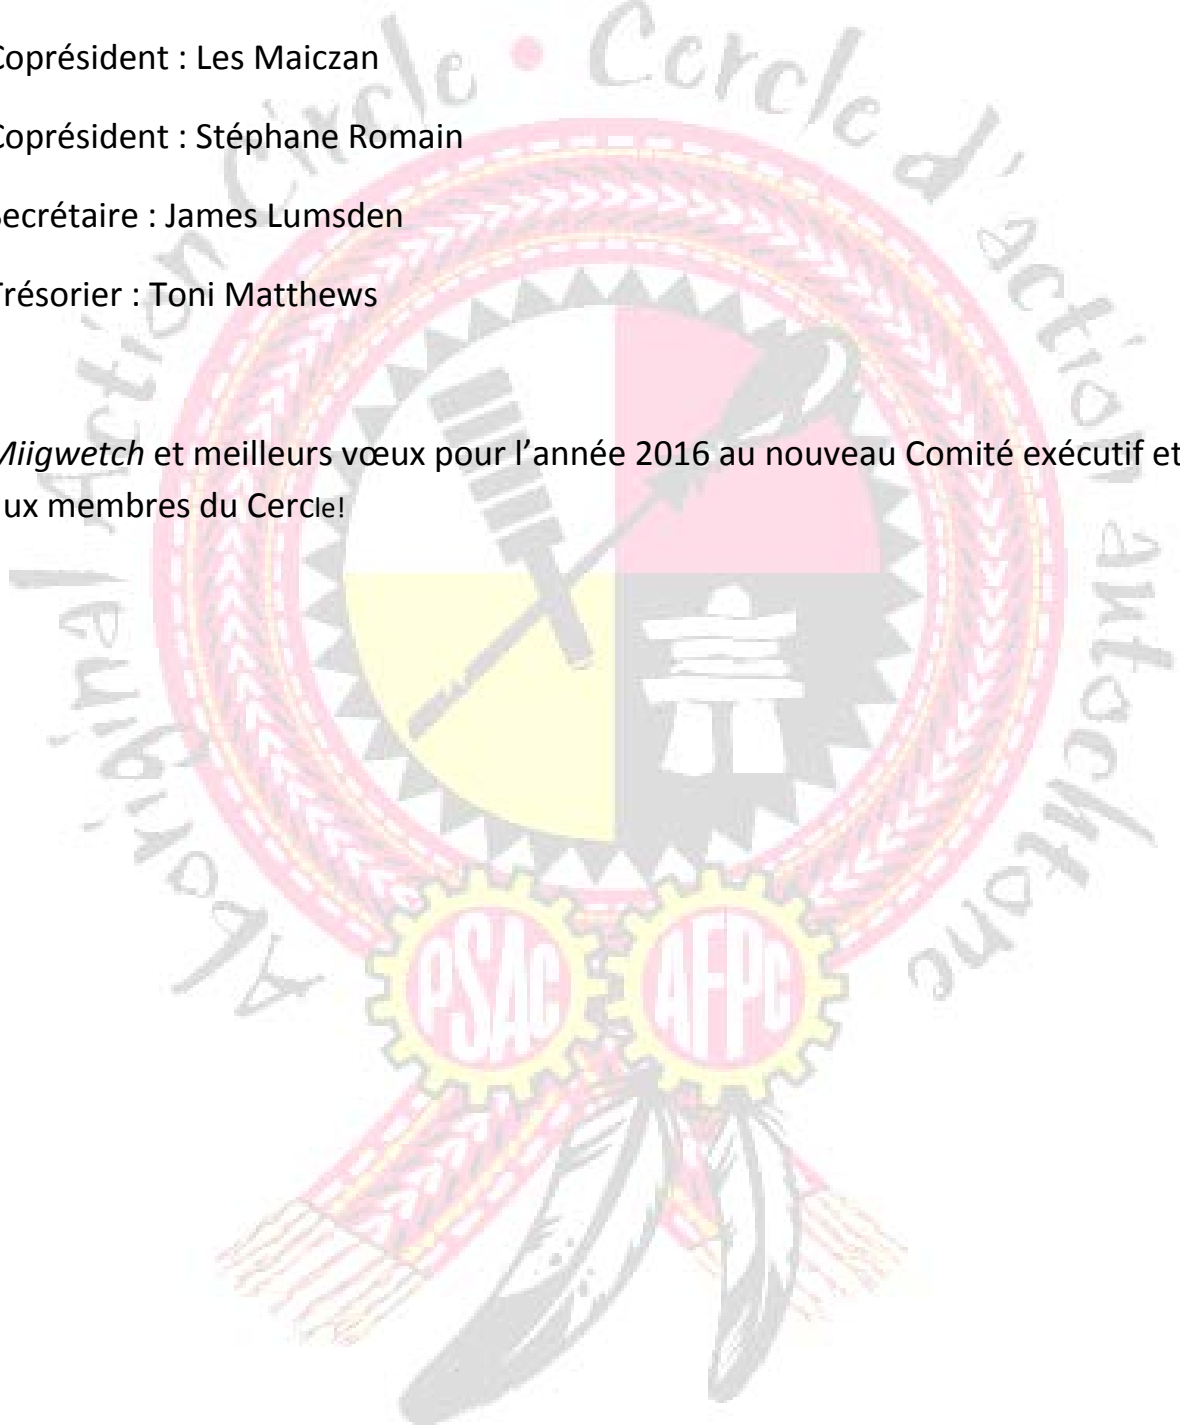 Coprésident : Les Maiczan
Coprésident : Stéphane Romain
Secrétaire : James Lumsden
Trésorier : Toni Matthews
Miigwetch et meilleurs vœux pour l’année 2016 au nouveau Comité exécutif et
ux membres du Cercle!
Aboriginal Action Circle • Cercle d'action autochtone
PSAC AFPC